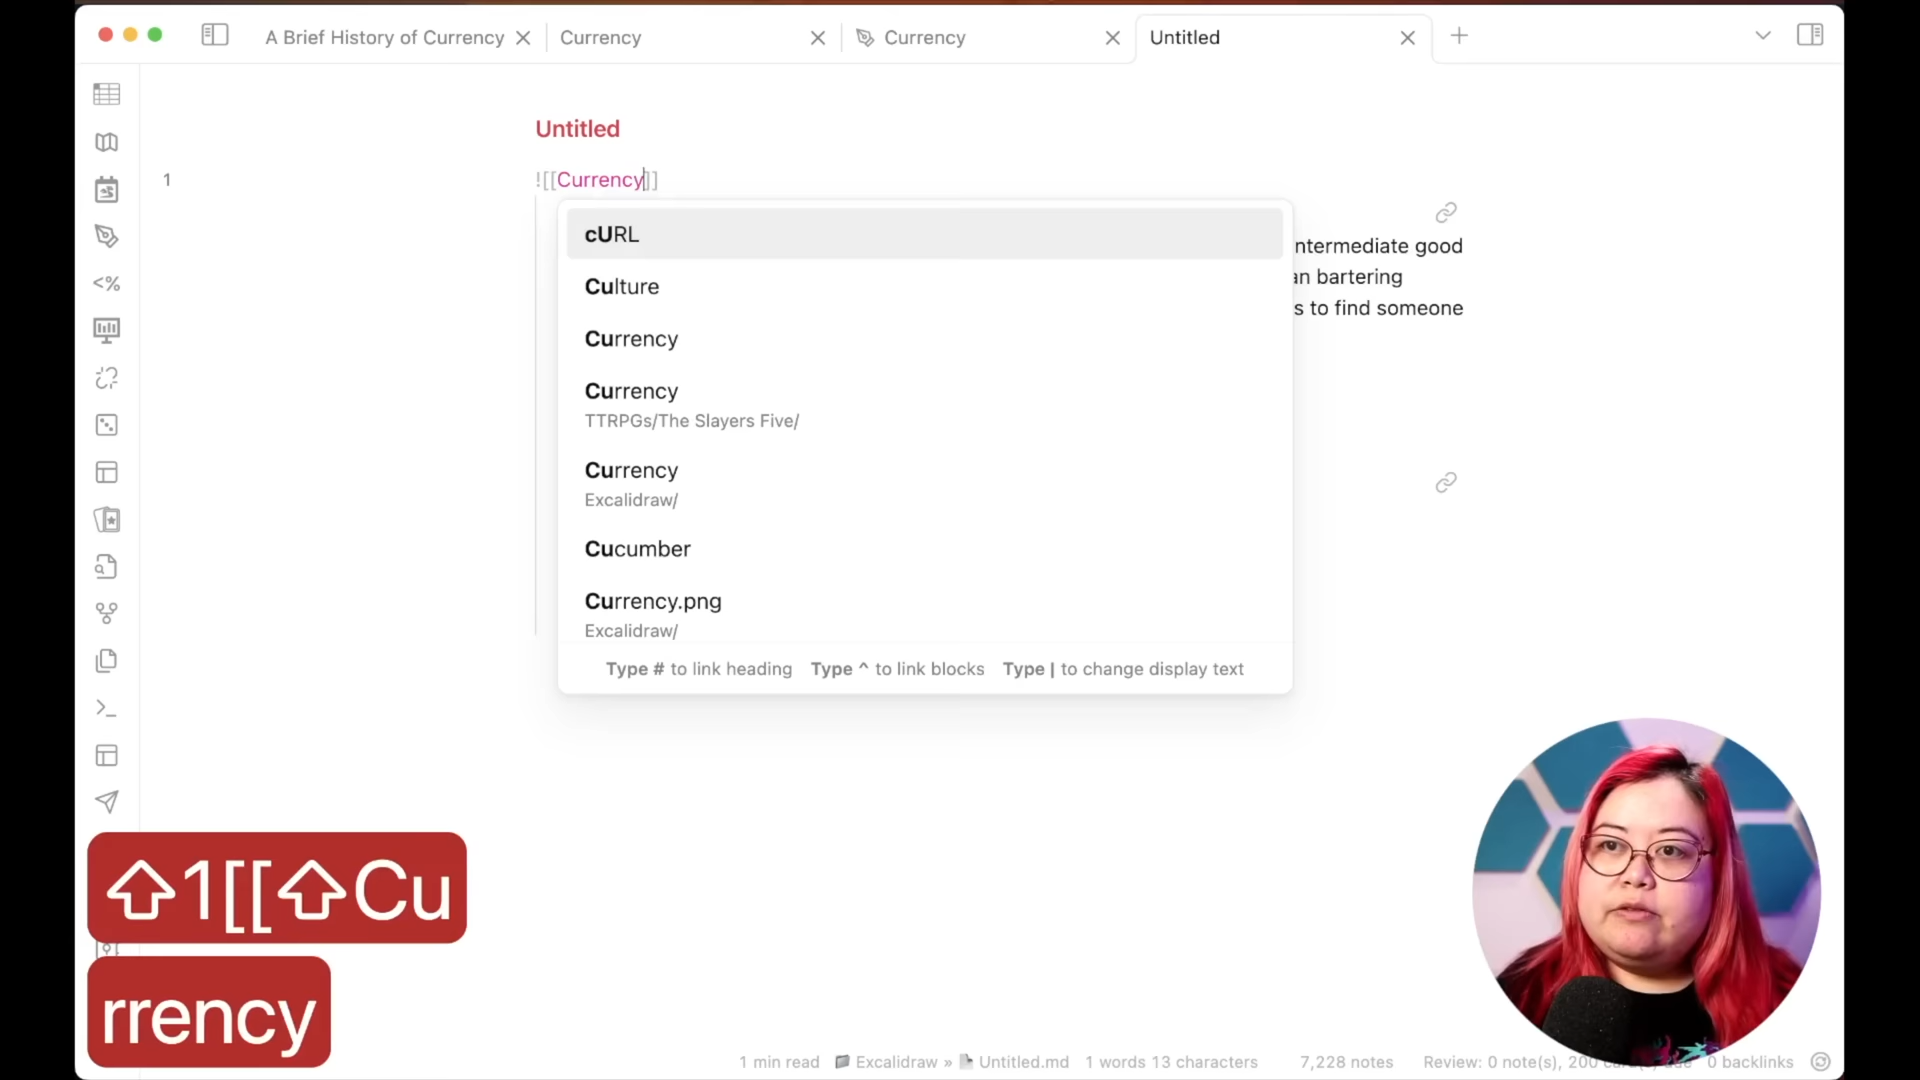 A Brief History of Currency
Currency
Currency
Untitled
Untitled
1
![[Currency]]
cURL
Culture
Currency
Currency
TTRPGs/The Slayers Five/
Currency
Excalidraw/
Cucumber
Currency.png
Excalidraw/
Type # to link heading Type ^ to link blocks Type | to change display text
ntermediate good
an bartering
s to find someone
<%
⇧1[[⇧Cu
rrency
1 min read Excalidraw » Untitled.md 1 words 13 characters 7,228 notes Review: 0 note(s), 200 0 backlinks